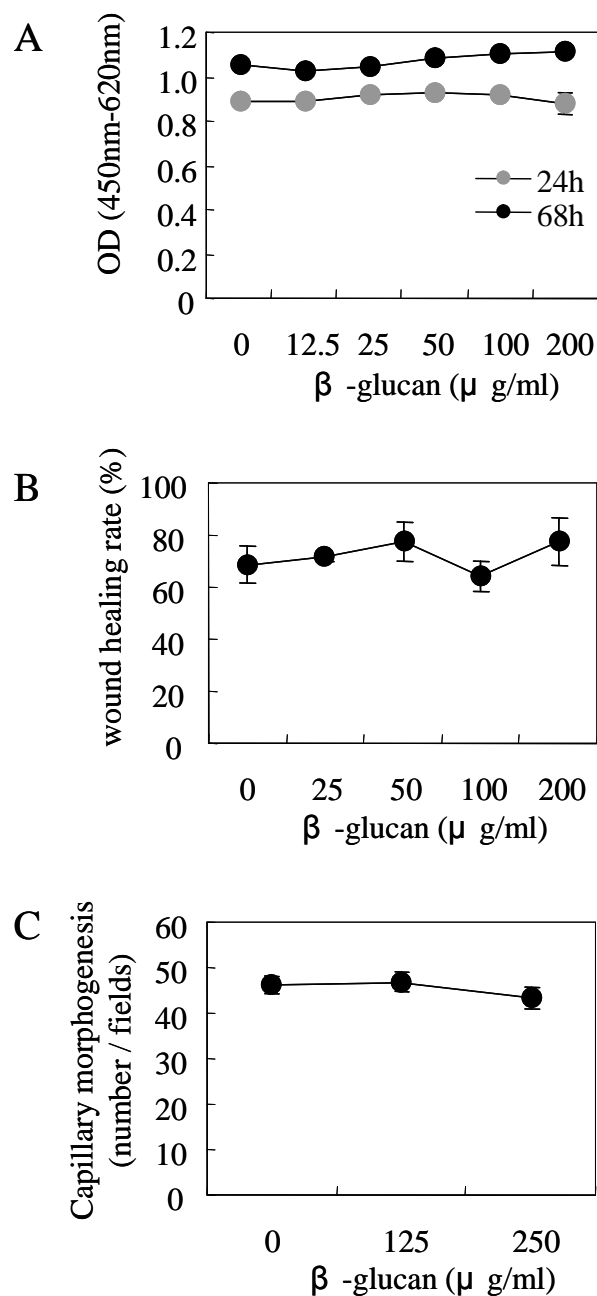 A
OD (450nm-620nm)
1.2
1.0
0.8
0.6
0.4
0.2
0
24h
68h
0 12.5 25 50 100 200
β -glucan (μ g/ml)
B
wound healing rate (%)
100
80
60
40
20
0
0 25 50 100 200
β -glucan (μ g/ml)
C
Capillary morphogenesis
(number / fields)
60
50
40
30
20
10
0
0 125 250
β -glucan (μ g/ml)